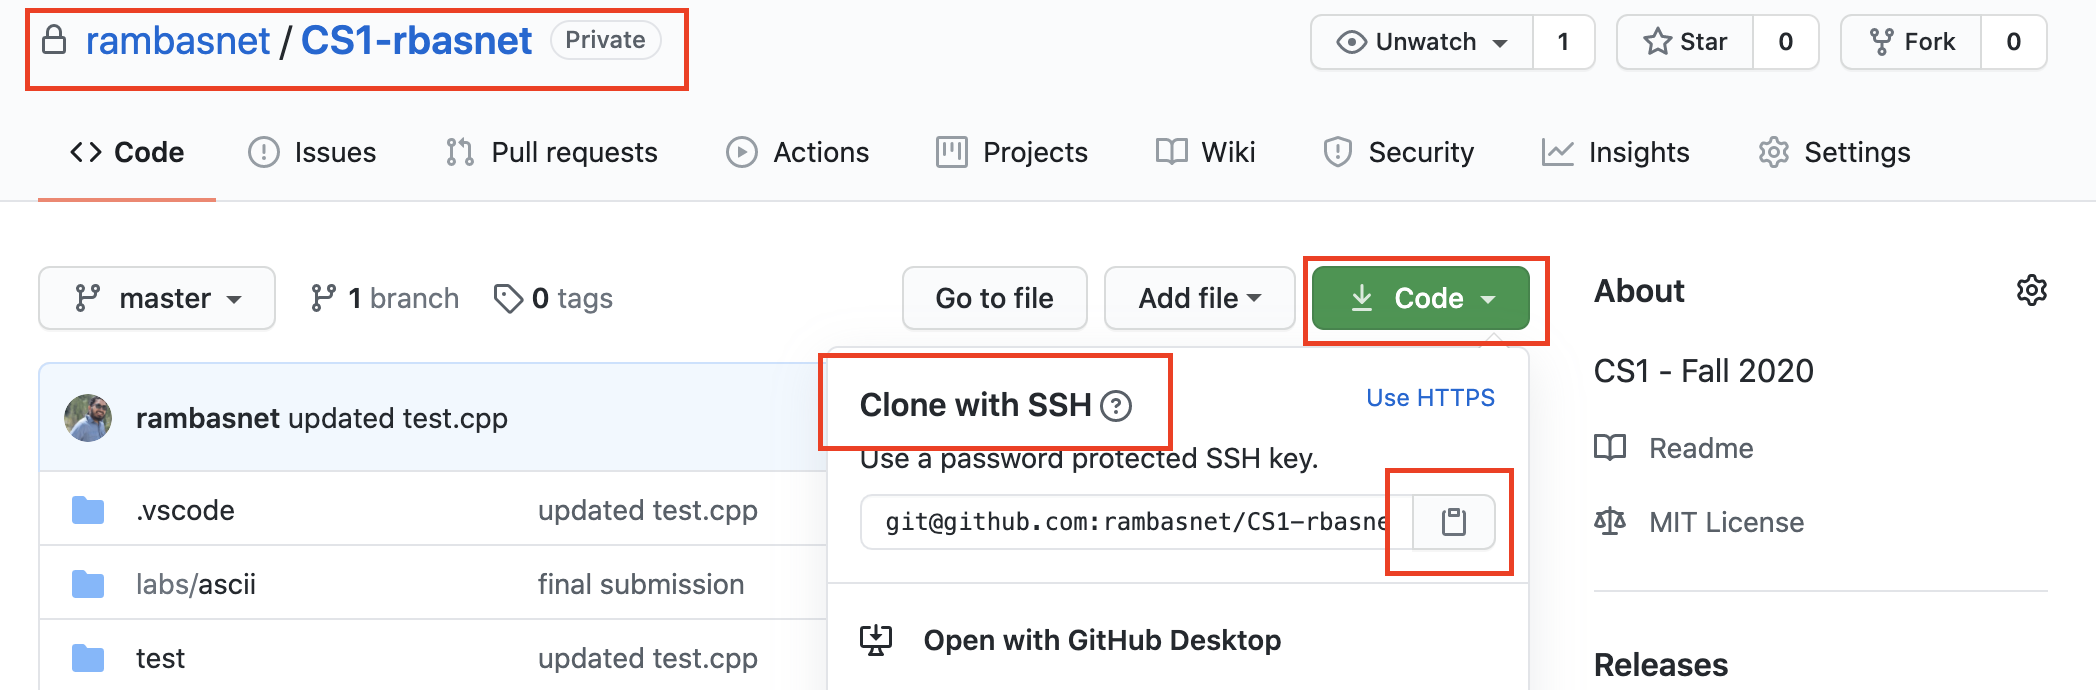 rambasnet / CS1-rbasnet Private Unwatch 1 Star 0 Fork 0
Code Issues Pull requests Actions Projects Wiki Security Insights Settings
master 1 branch 0 tags Go to file Add file Code
rambasnet updated test.cpp
.vscode updated test.cpp
labs/ascii final submission
test updated test.cpp
Clone with SSH ? Use HTTPS
Use a password protected SSH key.
git@github.com:rambasnet/CS1-rbasne
Open with GitHub Desktop
About
CS1 - Fall 2020
Readme
MIT License
Releases